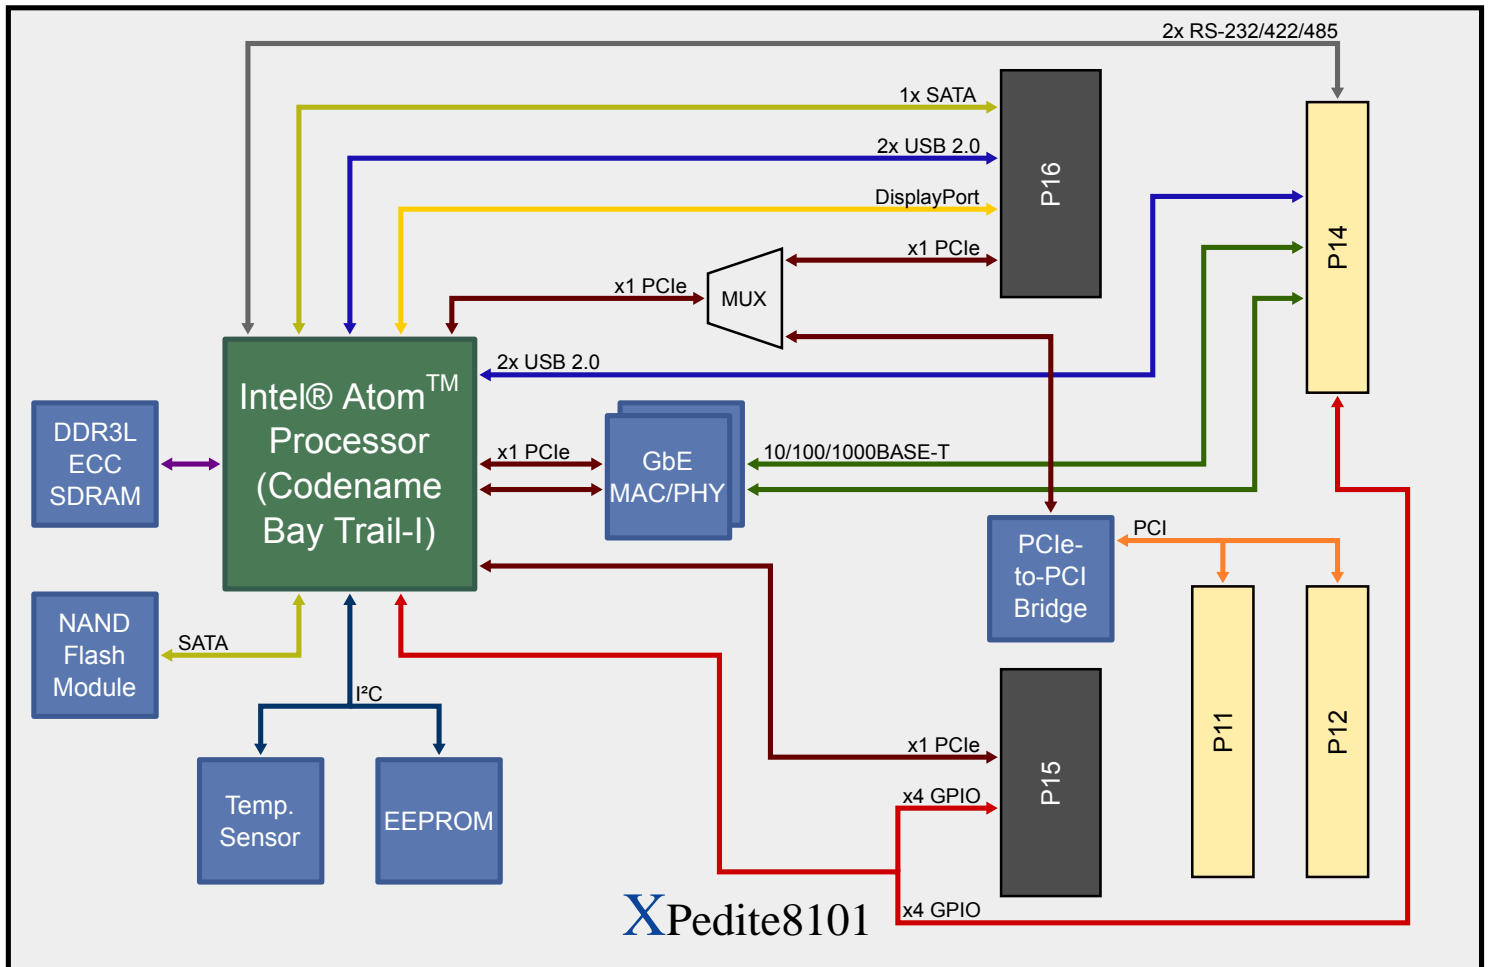 2x RS-232/422/485
1x SATA
2x USB 2.0
DisplayPort
x1 PCIe
P16
P14
x1 PCIe
MUX
2x USB 2.0
Intel® Atom™
Processor
(Codename
Bay Trail-I)
DDR3L
ECC
SDRAM
x1 PCIe
GbE
MAC/PHY
10/100/1000BASE-T
PCIe-
to-PCI
Bridge
PCI
NAND
Flash
Module
SATA
I²C
Temp.
Sensor
EEPROM
x1 PCIe
x4 GPIO
P15
P11
P12
x4 GPIO
XPedite8101